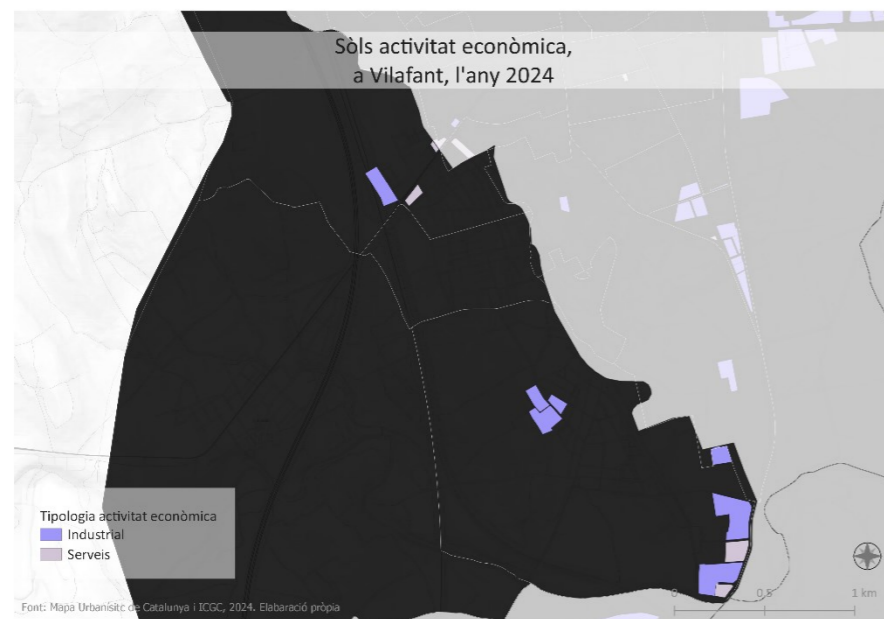 Sòls activitat econòmica,
a Vilafant, l'any 2024
Tipologia activitat econòmica
Industrial
Serveis
0 0,5 1 km
Font: Mapa Urbanísitc de Catalunya i ICGC, 2024. Elabaració pròpia